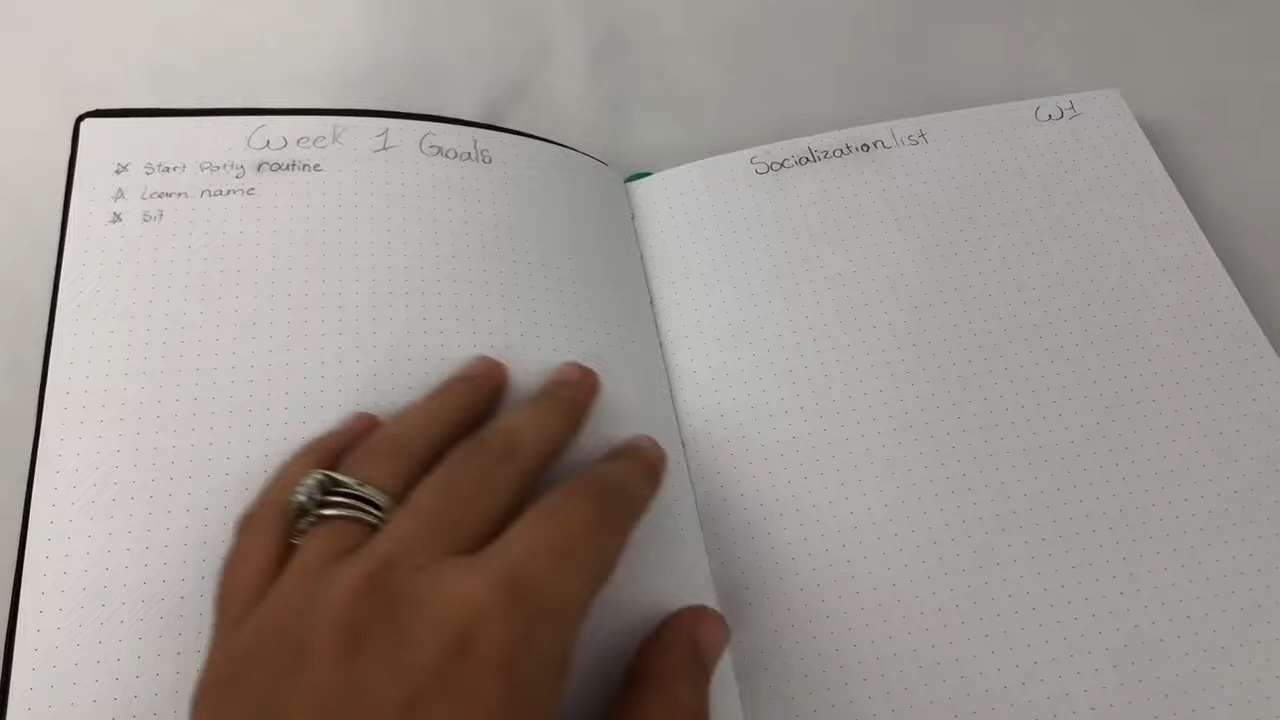 Week 1 Goals
Start Potty routine
Learn name
Sit
W1
Socialization list